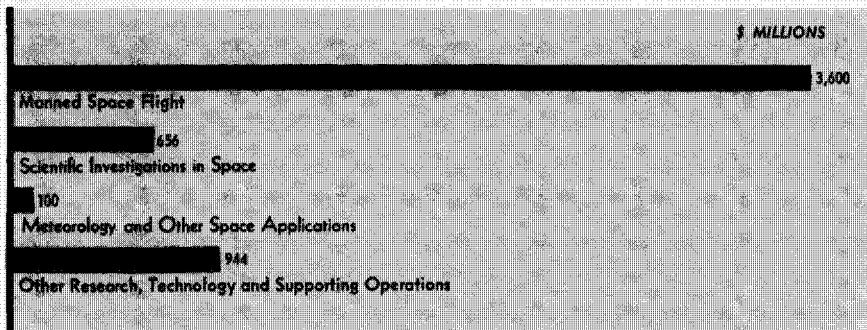 $ MILLIONS
3,600
Manned Space Flight
656
Scientific Investigations in Space
100
Meteorology and Other Space Applications
944
Other Research, Technology and Supporting Operations